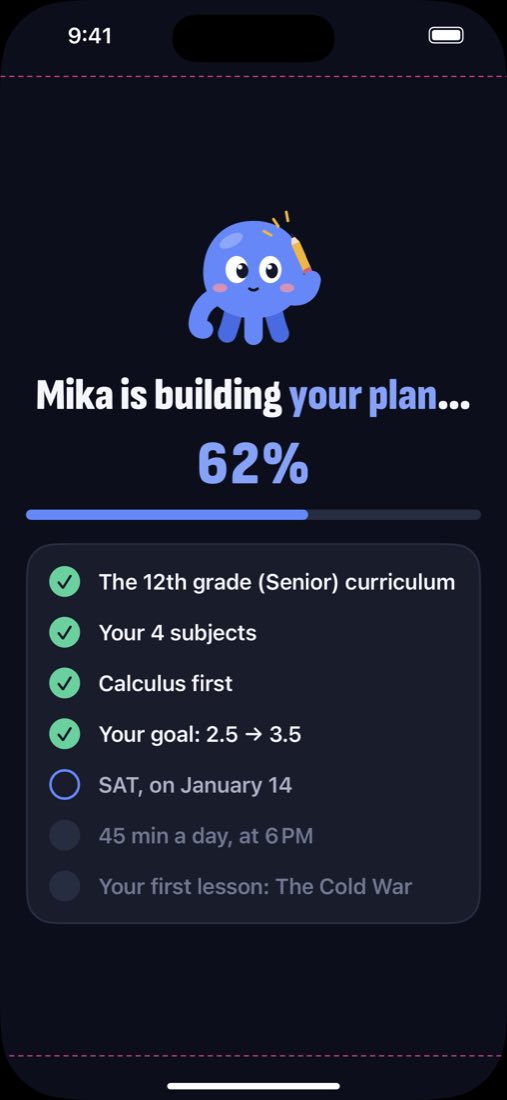 9:41
Mika is building your plan...
62%
The 12th grade (Senior) curriculum
Your 4 subjects
Calculus first
Your goal: 2.5 → 3.5
SAT, on January 14
45 min a day, at 6 PM
Your first lesson: The Cold War